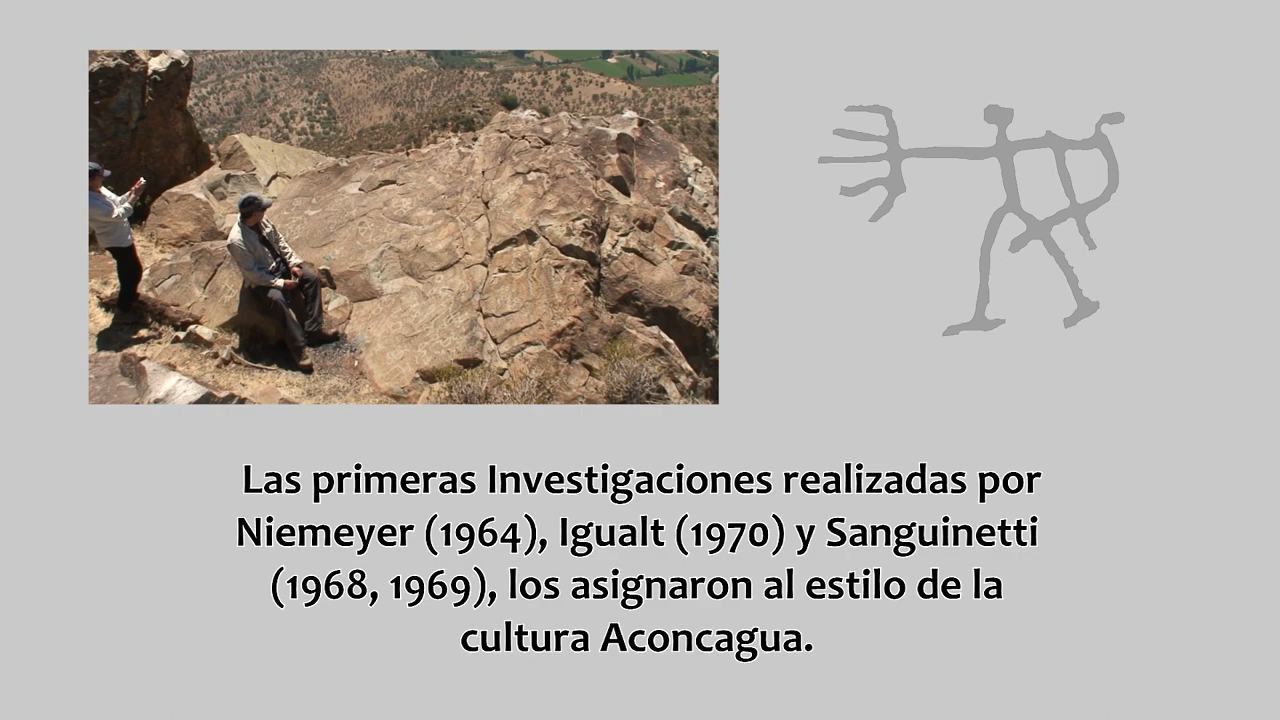 Las primeras Investigaciones realizadas por
Niemeyer (1964), Igualt (1970) y Sanguinetti
(1968, 1969), los asignaron al estilo de la
cultura Aconcagua.